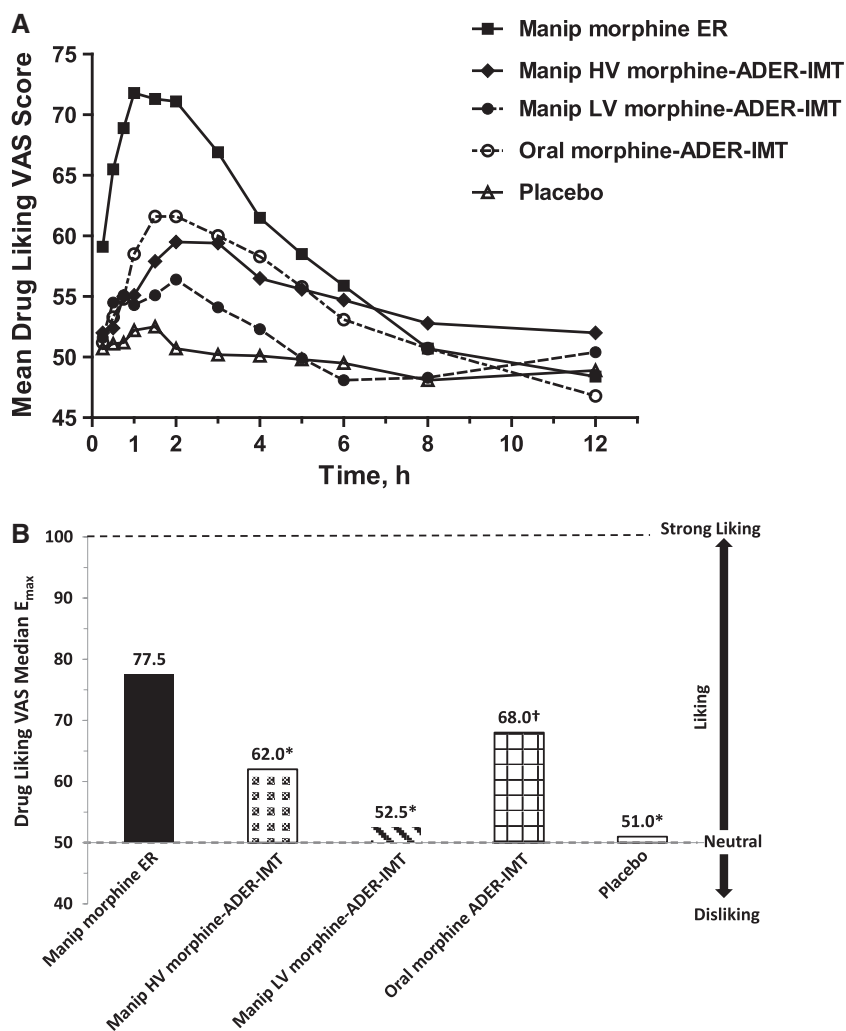 A
Manip morphine ER
Manip HV morphine-ADER-IMT
Manip LV morphine-ADER-IMT
Oral morphine-ADER-IMT
Placebo
Mean Drug Liking VAS Score
75
70
65
60
55
50
45
0 1 2 4 6 8 10 12
Time, h
B
Drug Liking VAS Median Emax
100
90
80
70
60
50
40
77.5
62.0*
52.5*
68.0†
51.0*
Manip morphine ER
Manip HV morphine-ADER-IMT
Manip LV morphine-ADER-IMT
Oral morphine ADER-IMT
Placebo
Strong Liking
Liking
Neutral
Disliking